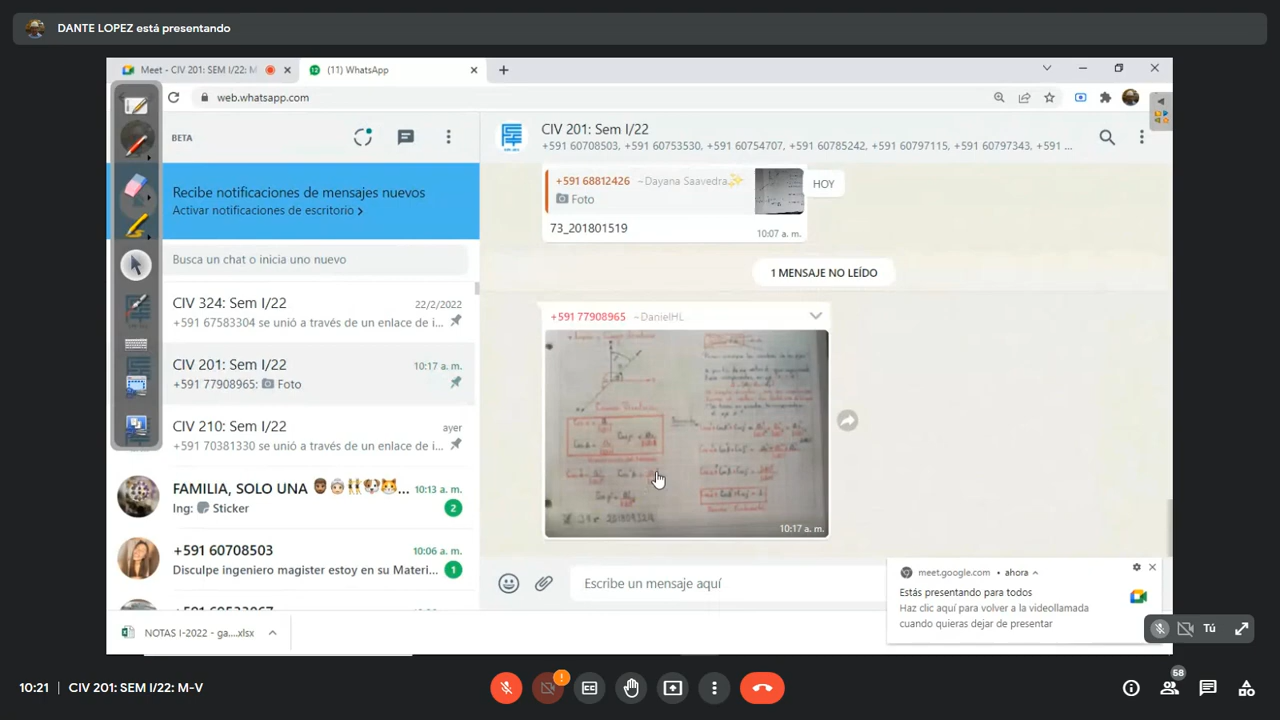 DANTE LOPEZ está presentando
Meet - CIV 201: SEM I/22: M
(11) WhatsApp
web.whatsapp.com
BETA
Recibe notificaciones de mensajes nuevos
Activar notificaciones de escritorio >
Busca un chat o inicia uno nuevo
CIV 324: Sem I/22
22/2/2022
+591 67583304 se unió a través de un enlace de i...
CIV 201: Sem I/22
10:17 a. m.
+591 77908965: Foto
CIV 210: Sem I/22
ayer
+591 70381330 se unió a través de un enlace de i...
FAMILIA, SOLO UNA
10:13 a. m.
Ing: Sticker
2
+591 60708503
10:06 a. m.
Disculpe ingeniero magister estoy en su Materi...
1
CIV 201: Sem I/22
+591 60708503, +591 60753530, +591 60754707, +591 60785242, +591 60797115, +591 60797343, +591 ...
+591 68812426 ~Dayana Saavedra✨
Foto
HOY
73_201801519
10:07 a. m.
1 MENSAJE NO LEÍDO
+591 77908965 ~DanielHL
10:17 a. m.
Escribe un mensaje aquí
meet.google.com • ahora
Estás presentando para todos
Haz clic aquí para volver a la videollamada
cuando quieras dejar de presentar
NOTAS I-2022 - ga....xlsx
Tú
10:21 | CIV 201: SEM I/22: M-V
58